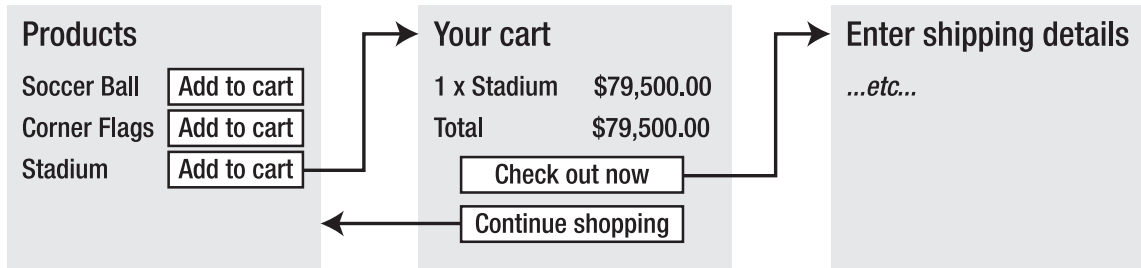 Products
Soccer Ball Add to cart
Corner Flags Add to cart
Stadium Add to cart
Your cart
1 x Stadium $79,500.00
Total $79,500.00
Check out now
Continue shopping
Enter shipping details
...etc...